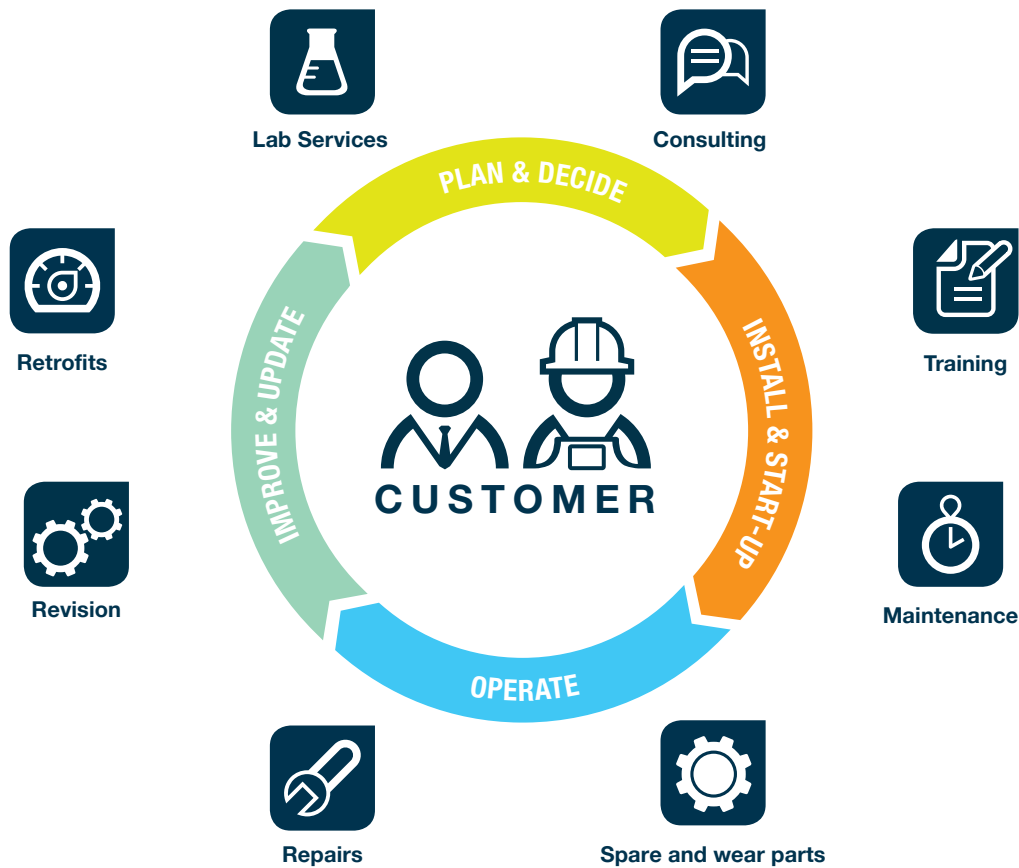 Lab Services
Consulting
PLAN & DECIDE
Retrofits
Training
IMPROVE & UPDATE
INSTALL & START-UP
CUSTOMER
Revision
Maintenance
OPERATE
Repairs
Spare and wear parts